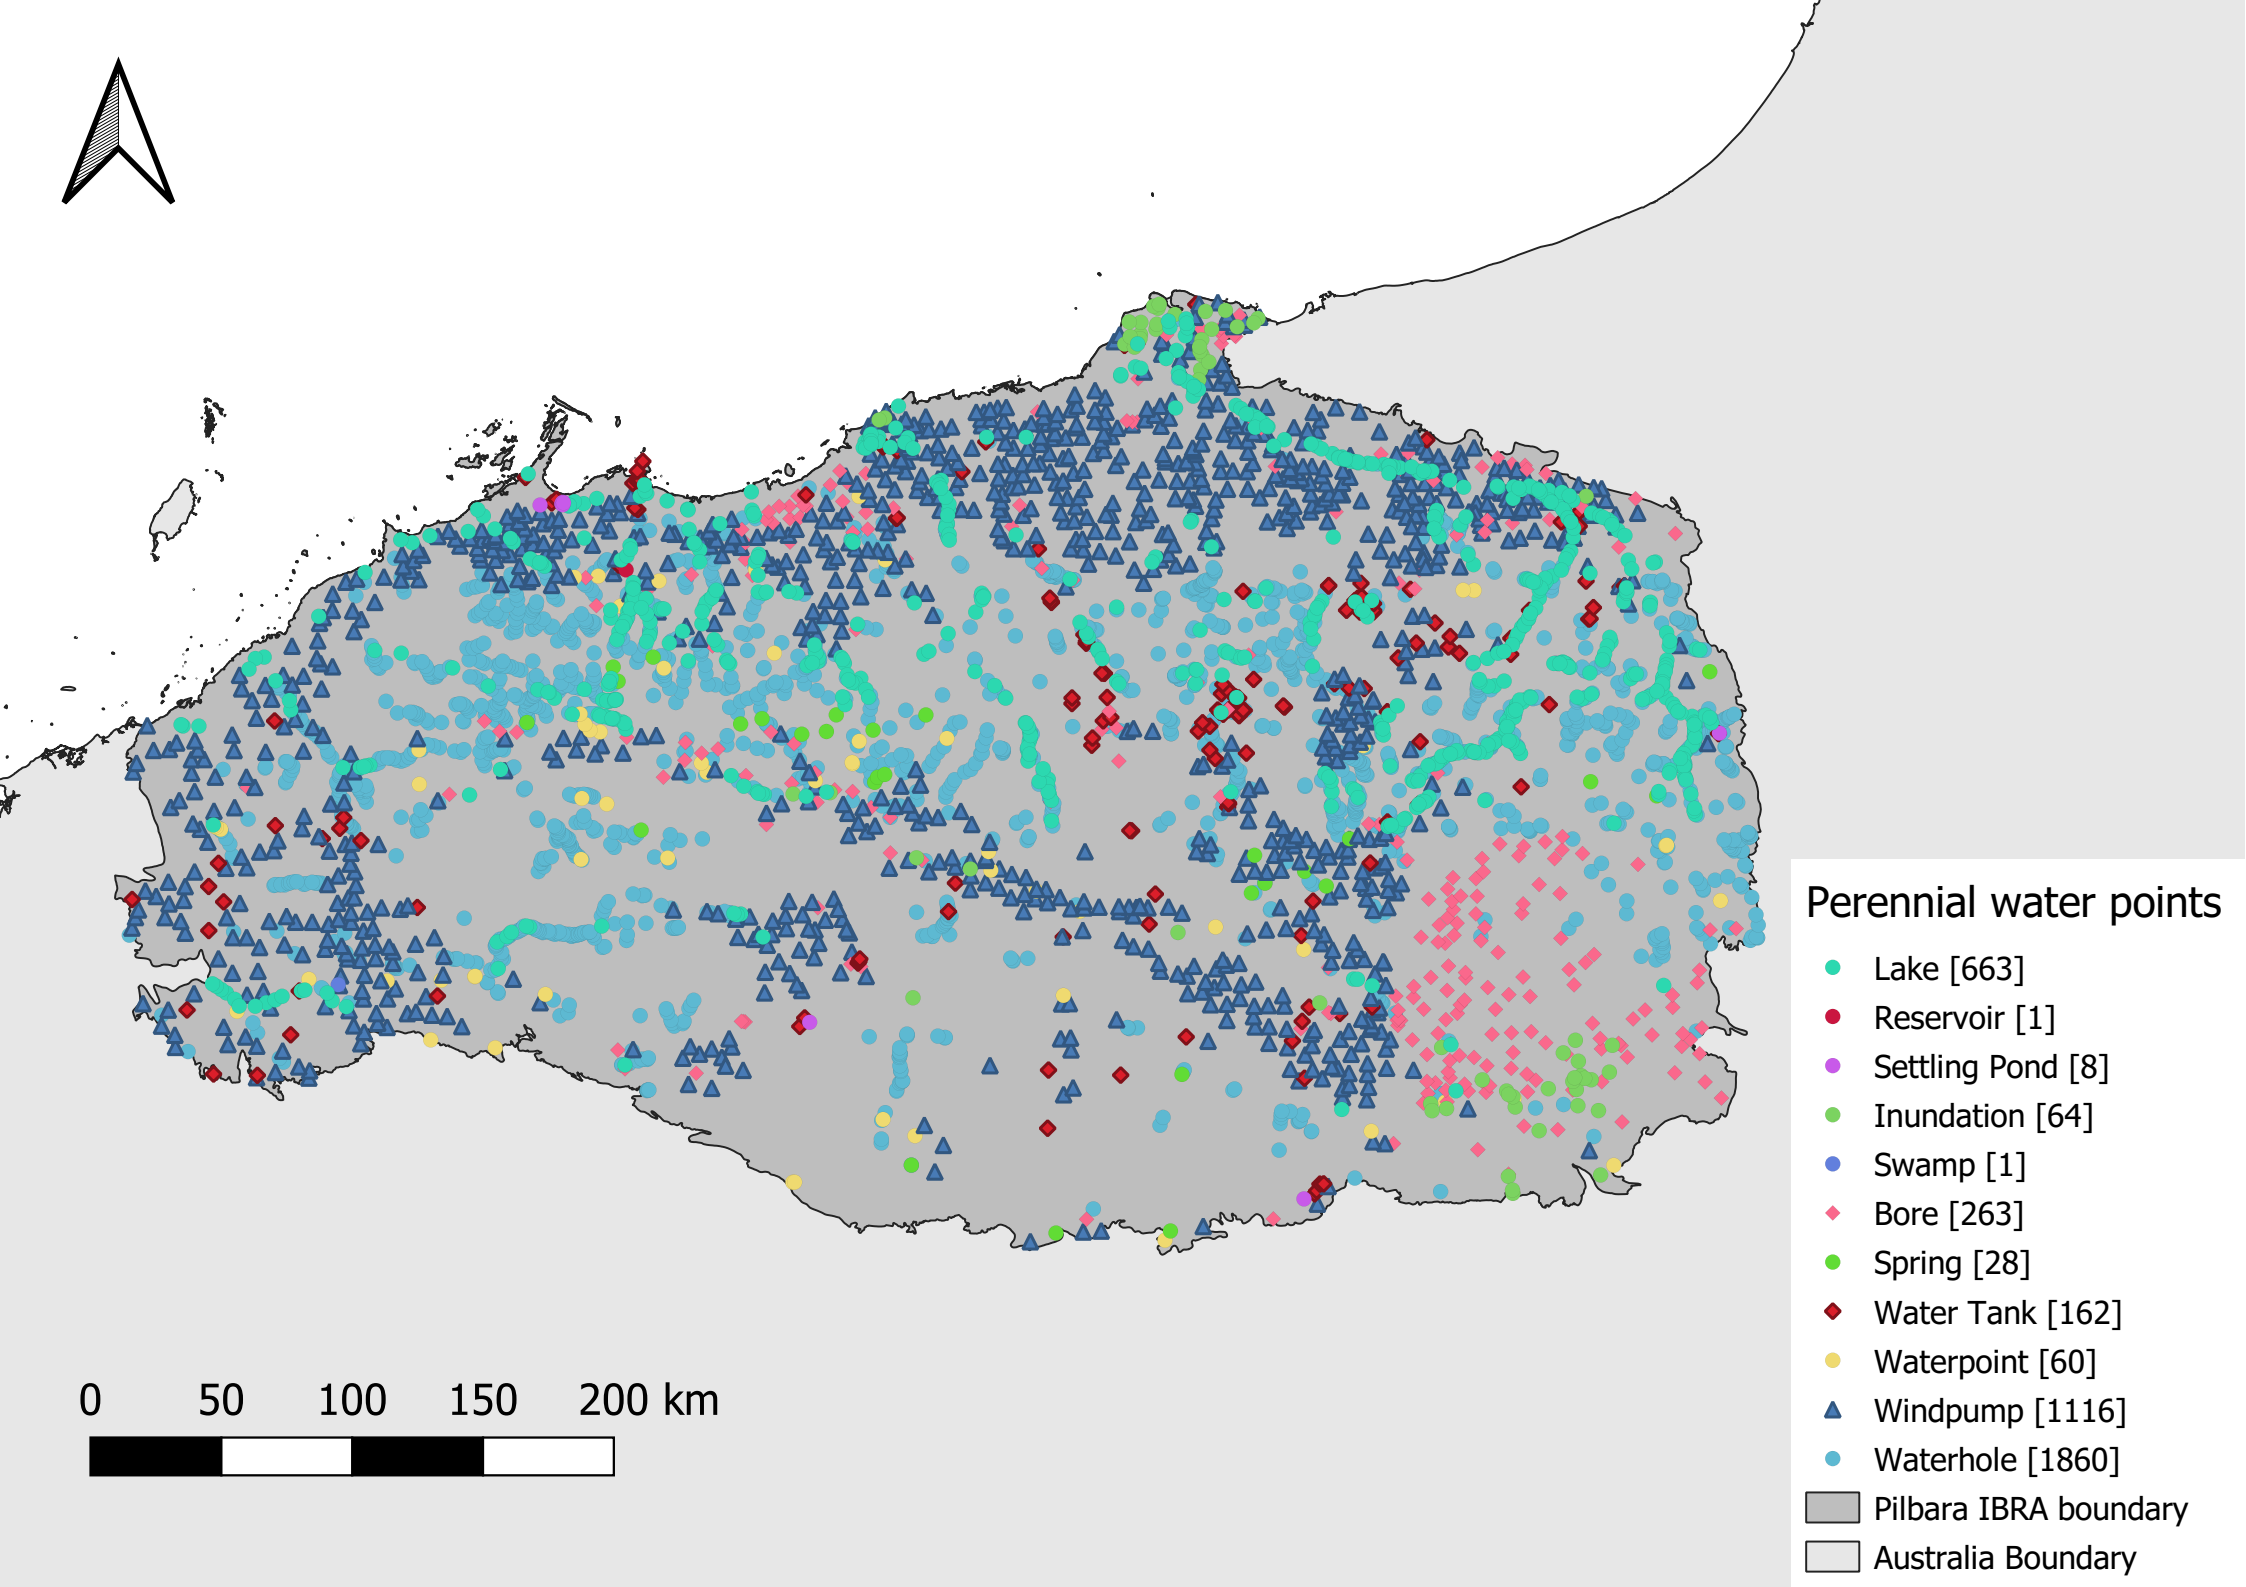 Perennial water points
Lake [663]
Reservoir [1]
Settling Pond [8]
Inundation [64]
Swamp [1]
Bore [263]
Spring [28]
Water Tank [162]
Waterpoint [60]
Windpump [1116]
Waterhole [1860]
Pilbara IBRA boundary
Australia Boundary
0 50 100 150 200 km